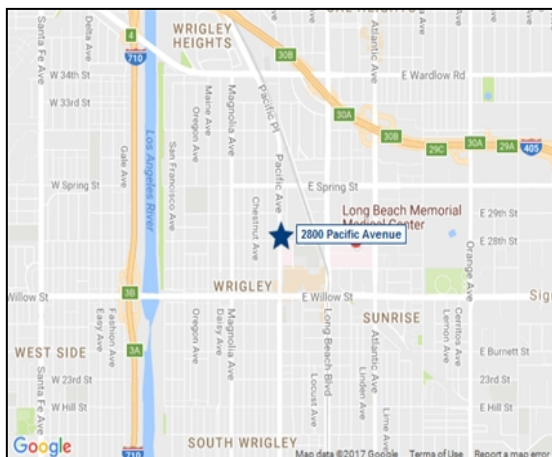 CAL HEIGHTS
Santa Fe Ave
Delta Ave
4
710
WRIGLEY
HEIGHTS
30B
Atlantic Ave
W 34th St
E Wardlow Rd
W 33rd St
Maine Ave
Oregon Ave
Magnolia Ave
Pacific Pl
30A
30B
29C
30A
29A
405
Gale Ave
Los Angeles River
San Francisco Ave
Pacific Ave
W Spring St
E Spring St
Chestnut Ave
Long Beach Memorial
Medical Center
E 29th St
2800 Pacific Avenue
E 28th St
Orange Ave
WRIGLEY
3B
Willow St
E Willow St
Sign
Fashion Ave
Easy Ave
Oregon Ave
Magnolia Ave
Daisy Ave
Long Beach Blvd
SUNRISE
Cerritos Ave
Lemon Ave
WEST SIDE
3A
Atlantic Ave
Linden Ave
E Burnett St
W 23rd St
Santa Fe Ave
Locust Ave
Lime Ave
W Hill St
E Hill St
SOUTH WRIGLEY
710
Google
Map data ©2017 Google
Terms of Use
Report a map error